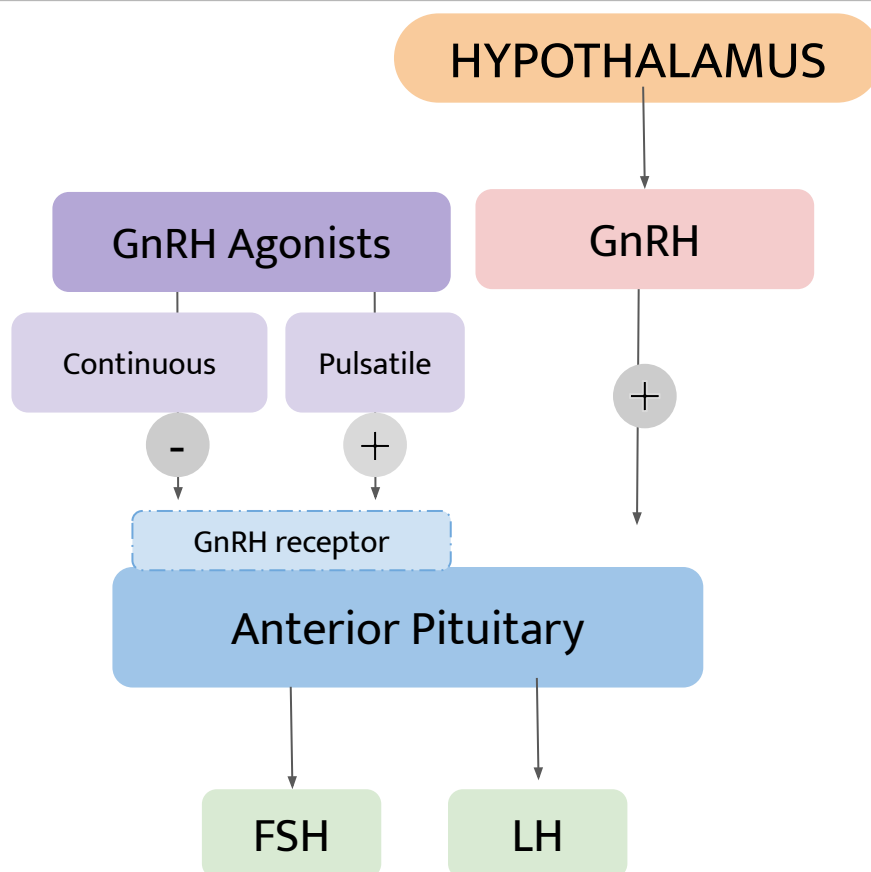 HYPOTHALAMUS
GnRH Agonists
GnRH
Continuous
Pulsatile
+
-
+
GnRH receptor
Anterior Pituitary
FSH
LH